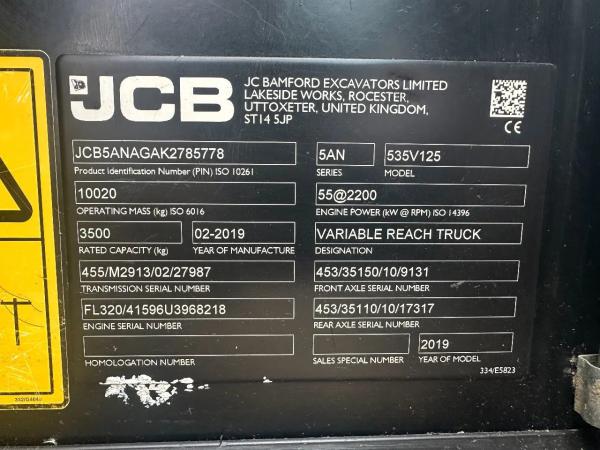 JCB
JC BAMFORD EXCAVATORS LIMITED
LAKESIDE WORKS, ROCESTER,
UTTOXETER, UNITED KINGDOM,
ST14 5JP
CE
JCB5ANAGAK2785778
5AN
535V125
Product Identification Number (PIN) ISO 10261
SERIES
MODEL
10020
55@2200
OPERATING MASS (kg) ISO 6016
ENGINE POWER (kW @ RPM) ISO 14396
3500
02-2019
VARIABLE REACH TRUCK
RATED CAPACITY (kg)
YEAR OF MANUFACTURE
DESIGNATION
455/M2913/02/27987
453/35150/10/9131
TRANSMISSION SERIAL NUMBER
FRONT AXLE SERIAL NUMBER
FL320/41596U3968218
453/35110/10/17317
ENGINE SERIAL NUMBER
REAR AXLE SERIAL NUMBER
2019
HOMOLOGATION NUMBER
SALES SPECIAL NUMBER
YEAR OF MODEL
334/E5823
T